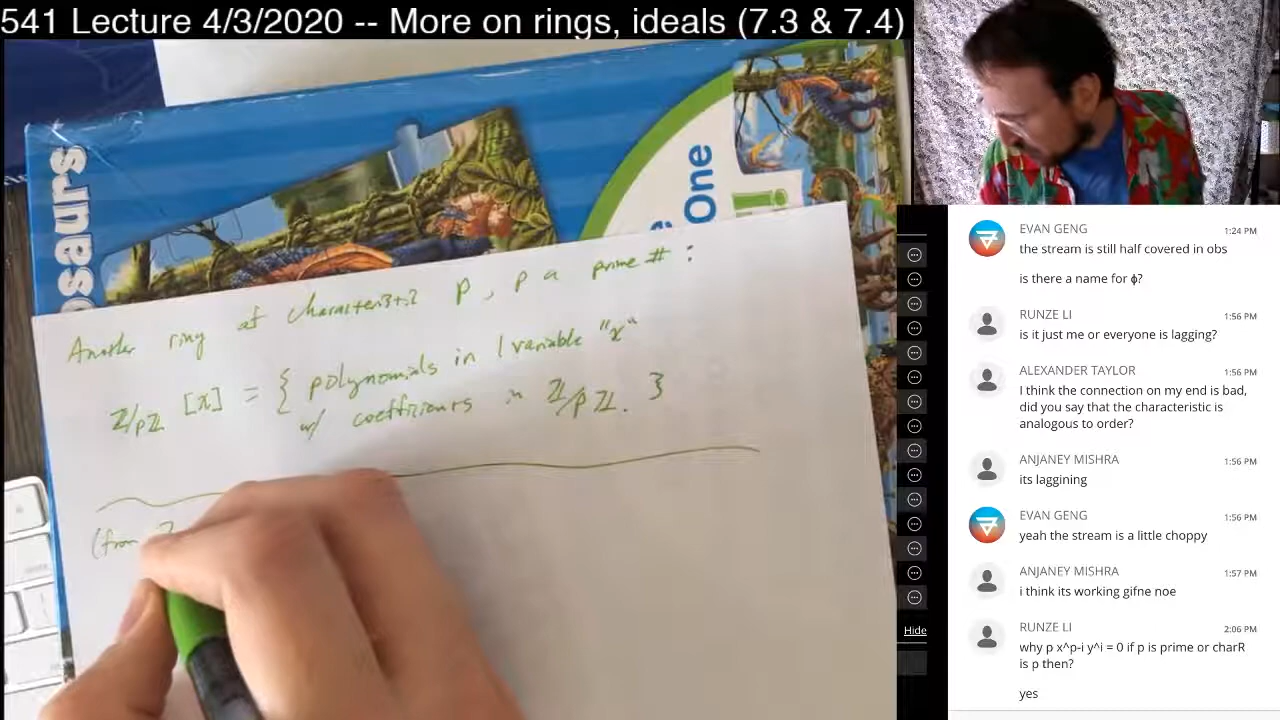 541 Lecture 4/3/2020 -- More on rings, ideals (7.3 & 7.4)
osaurs
One
Another ring of characteristic p, p a prime #:
Z/pZ [x] = { polynomials in 1 variable "x"
w/ coefficients in Z/pZ. }
(from
EVAN GENG 1:24 PM
the stream is still half covered in obs
is there a name for ϕ?
RUNZE LI 1:56 PM
is it just me or everyone is lagging?
ALEXANDER TAYLOR 1:56 PM
I think the connection on my end is bad,
did you say that the characteristic is
analogous to order?
ANJANEY MISHRA 1:56 PM
its laggining
EVAN GENG 1:56 PM
yeah the stream is a little choppy
ANJANEY MISHRA 1:57 PM
i think its working gifne noe
Hide
RUNZE LI 2:06 PM
why p x^p-i y^i = 0 if p is prime or charR
is p then?
yes